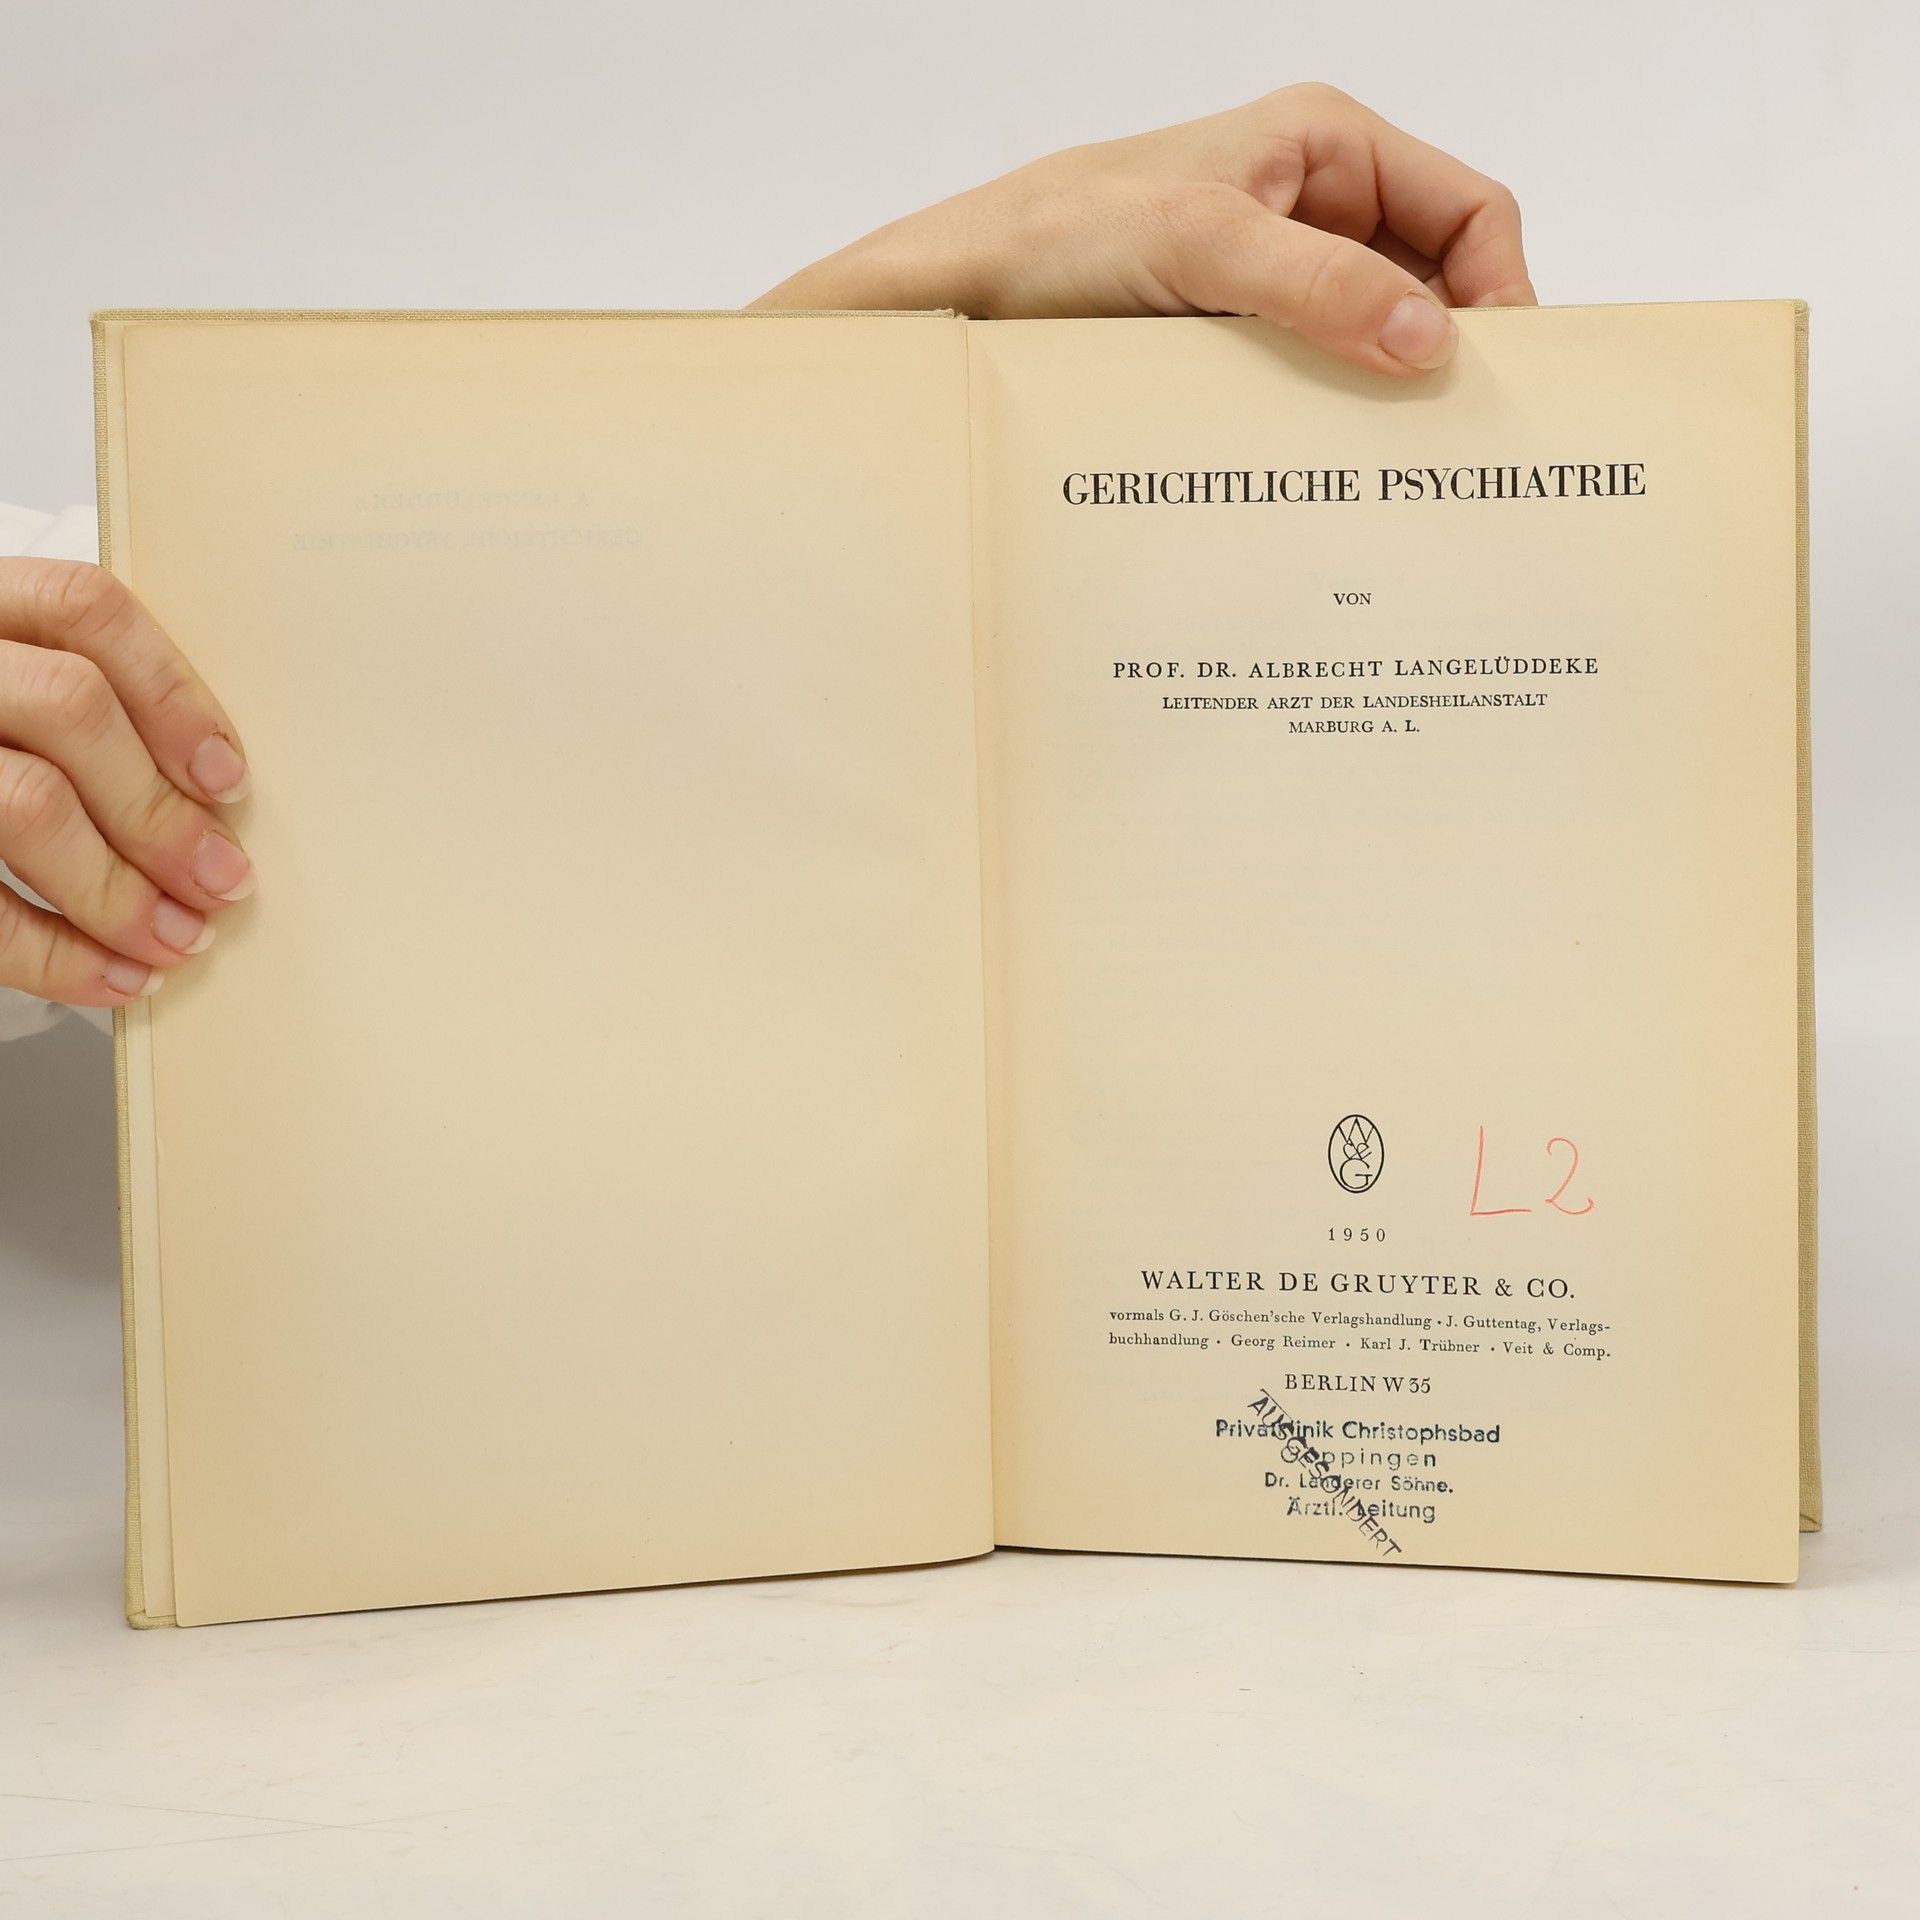 GERICHTLICHE PSYCHIATRIE
VON
PROF. DR. ALBRECHT LANGELÜDDEKE
LEITENDER ARZT DER LANDESHEILANSTALT
MARBURG A. L.
W
&
G
L2
1950
WALTER DE GRUYTER & CO.
vormals G. J. Göschen'sche Verlagshandlung · J. Guttentag, Verlags-
buchhandlung · Georg Reimer · Karl J. Trübner · Veit & Comp.
BERLIN W 35
Privatklinik Christophsbad
Göppingen
Dr. Landerer Söhne.
Ärztl. Leitung
AUSGESONDERT